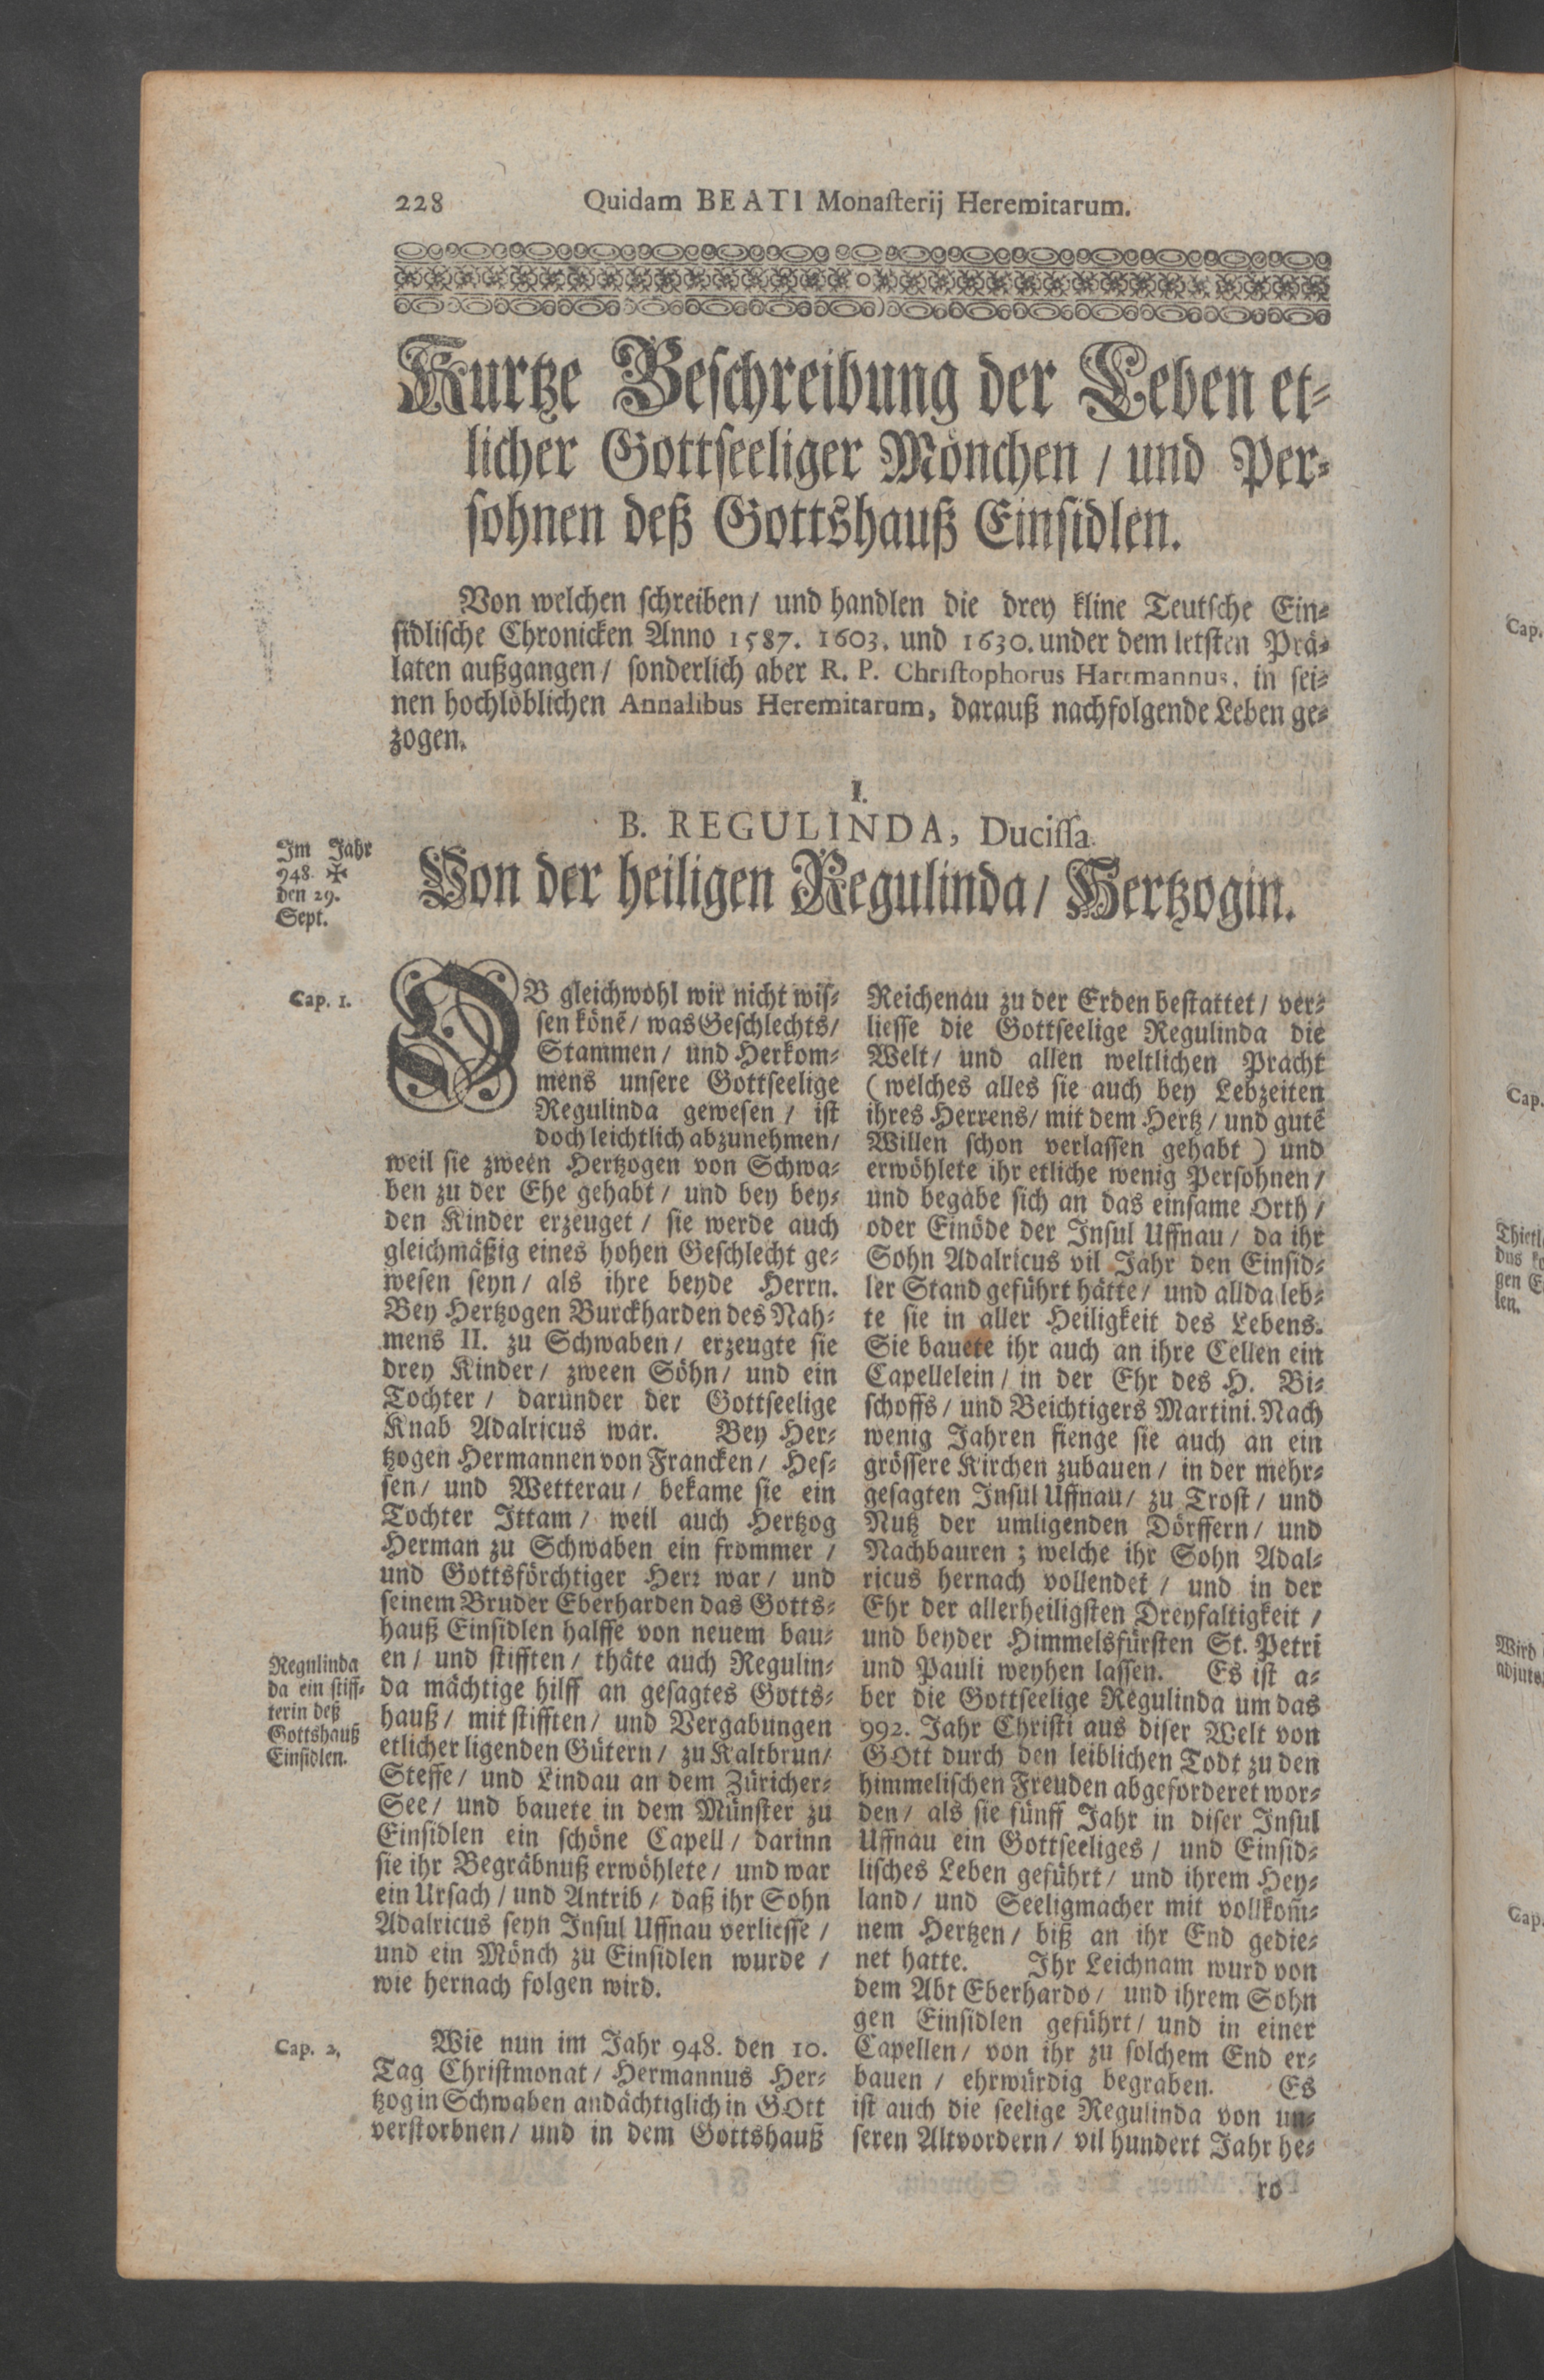 228 Quidam BEATI Monasterij Heremitarum.
Kurtze Beschreibung der Leben et-
licher Gottseeliger Mönchen / und Per-
sohnen deß Gottshauß Einsidlen.
Von welchen schreiben / und handlen die drey kline Teutsche Ein-
sidlische Chronicken Anno 1587. 1603. und 1630. under dem letsten Prä-
laten außgangen / sonderlich aber R. P. Christophorus Hartmannus, in sei-
nen hochlöblichen Annalibus Heremitarum, darauß nachfolgende Leben ge-
zogen.
I.
B. REGULINDA, Ducissa.
Von der heiligen Regulinda / Hertzogin.
Im Jahr
948. ✠
den 29.
Sept.
Cap. 1.
OB gleichwohl wir nicht wis-
sen könē / was Geschlechts /
Stammen / und Herkom-
mens unsere Gottseelige
Regulinda gewesen / ist
doch leichtlich abzunehmen /
weil sie zween Hertzogen von Schwa-
ben zu der Ehe gehabt / und bey bey-
den Kinder erzeuget / sie werde auch
gleichmäßig eines hohen Geschlecht ge-
wesen seyn / als ihre beyde Herrn.
Bey Hertzogen Burckharden des Nah-
mens II. zu Schwaben / erzeugte sie
drey Kinder / zween Söhn / und ein
Tochter / darunder der Gottseelige
Knab Adalricus war. Bey Her-
tzogen Hermannen von Francken / Hes-
sen / und Wetterau / bekame sie ein
Tochter Ittam / weil auch Hertzog
Herman zu Schwaben ein frommer /
und Gottsförchtiger Herr war / und
seinem Bruder Eberharden das Gotts-
hauß Einsidlen halffe von neuem bau-
en / und stifften / thäte auch Regulin-
da mächtige hilff an gesagtes Gotts-
hauß / mit stifften / und Vergabungen
etlicher ligenden Gütern / zu Kaltbrun /
Steffe / und Lindau an dem Züricher-
See / und bauete in dem Münster zu
Einsidlen ein schöne Capell / darinn
sie ihr Begräbnuß erwöhlete / und war
ein Ursach / und Antrib / daß ihr Sohn
Adalricus seyn Insul Uffnau verliesse /
und ein Mönch zu Einsidlen wurde /
wie hernach folgen wird.
Regnlinda
da ein stiff-
terin deß
Gottshauß
Einsidlen.
Cap. 2.
Wie nun im Jahr 948. den 10.
Tag Christmonat / Hermannus Her-
tzog in Schwaben andächtiglich in GOtt
verstorbnen / und in dem Gottshauß
Reichenau zu der Erden bestattet / ver-
liesse die Gottseelige Regulinda die
Welt / und allen weltlichen Pracht
(welches alles sie auch bey Lebzeiten
ihres Herrens / mit dem Hertz / und gutē
Willen schon verlassen gehabt) und
erwöhlete ihr etliche wenig Persohnen /
und begabe sich an das einsame Orth /
oder Einöde der Insul Uffnau / da ihr
Sohn Adalricus vil Jahr den Einsid-
ler Stand geführt hätte / und allda leb-
te sie in aller Heiligkeit des Lebens.
Sie bauete ihr auch an ihre Cellen ein
Capellelein / in der Ehr des H. Bi-
schoffs / und Beichtigers Martini. Nach
wenig Jahren fienge sie auch an ein
grössere Kirchen zubauen / in der mehr-
gesagten Insul Uffnau / zu Trost / und
Nutz der umligenden Dörffern / und
Nachbauren ; welche ihr Sohn Adal-
ricus hernach vollendet / und in der
Ehr der allerheiligsten Dreyfaltigkeit /
und beyder Himmelsfürsten St. Petri
und Pauli weyhen lassen. Es ist a-
ber die Gottseelige Regulinda um das
992. Jahr Christi aus diser Welt von
GOtt durch den leiblichen Todt zu den
himmelischen Freuden abgeforderet wor-
den / als sie fünff Jahr in diser Insul
Uffnau ein Gottseeliges / und Einsid-
lisches Leben geführt / und ihrem Hey-
land / und Seeligmacher mit vollkom̃-
nem Hertzen / biß an ihr End gedie-
net hatte. Ihr Leichnam wurd von
dem Abt Eberhardo / und ihrem Sohn
gen Einsidlen geführt / und in einer
Capellen / von ihr zu solchem End er-
bauen / ehrwürdig begraben. Es
ist auch die seelige Regulinda von un-
seren Altvordern / vil hundert Jahr he-
ro
Cap.
Cap.
Wird
adjuts
Cap.